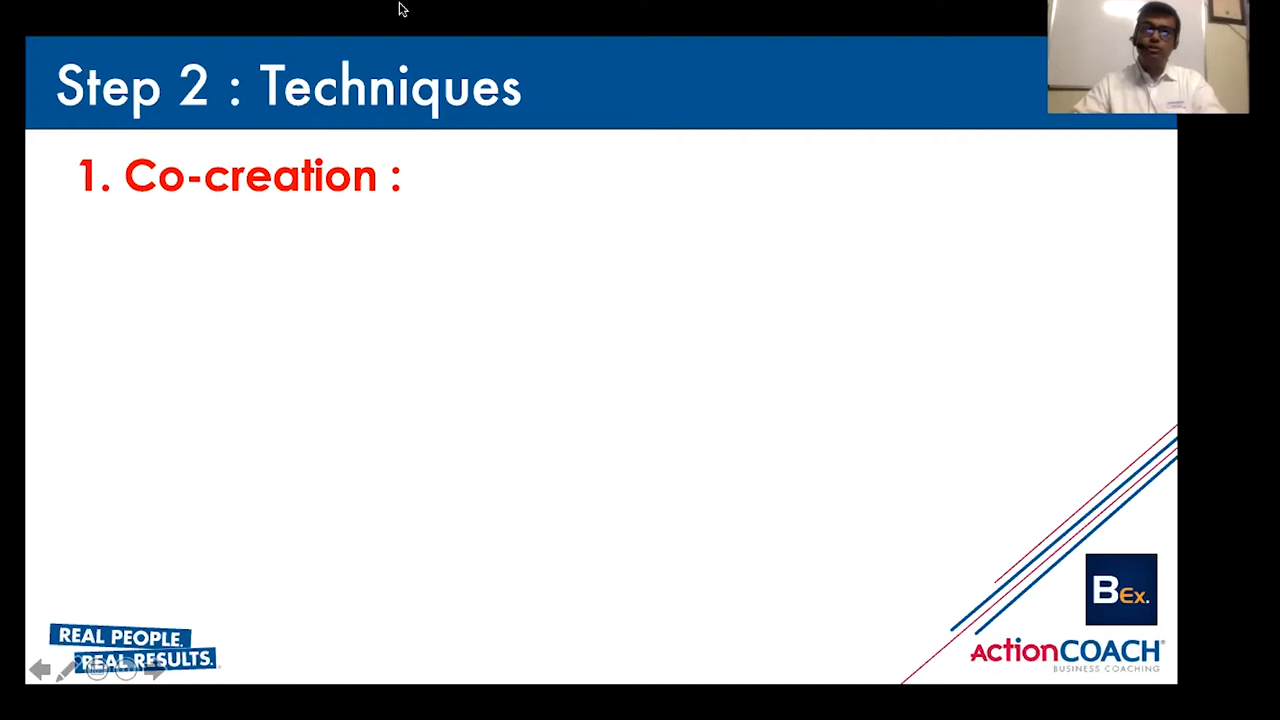 Step 2 : Techniques
1. Co-creation :
BEx.
REAL PEOPLE.
REAL RESULTS.
ActionCOACH®
BUSINESS COACHING